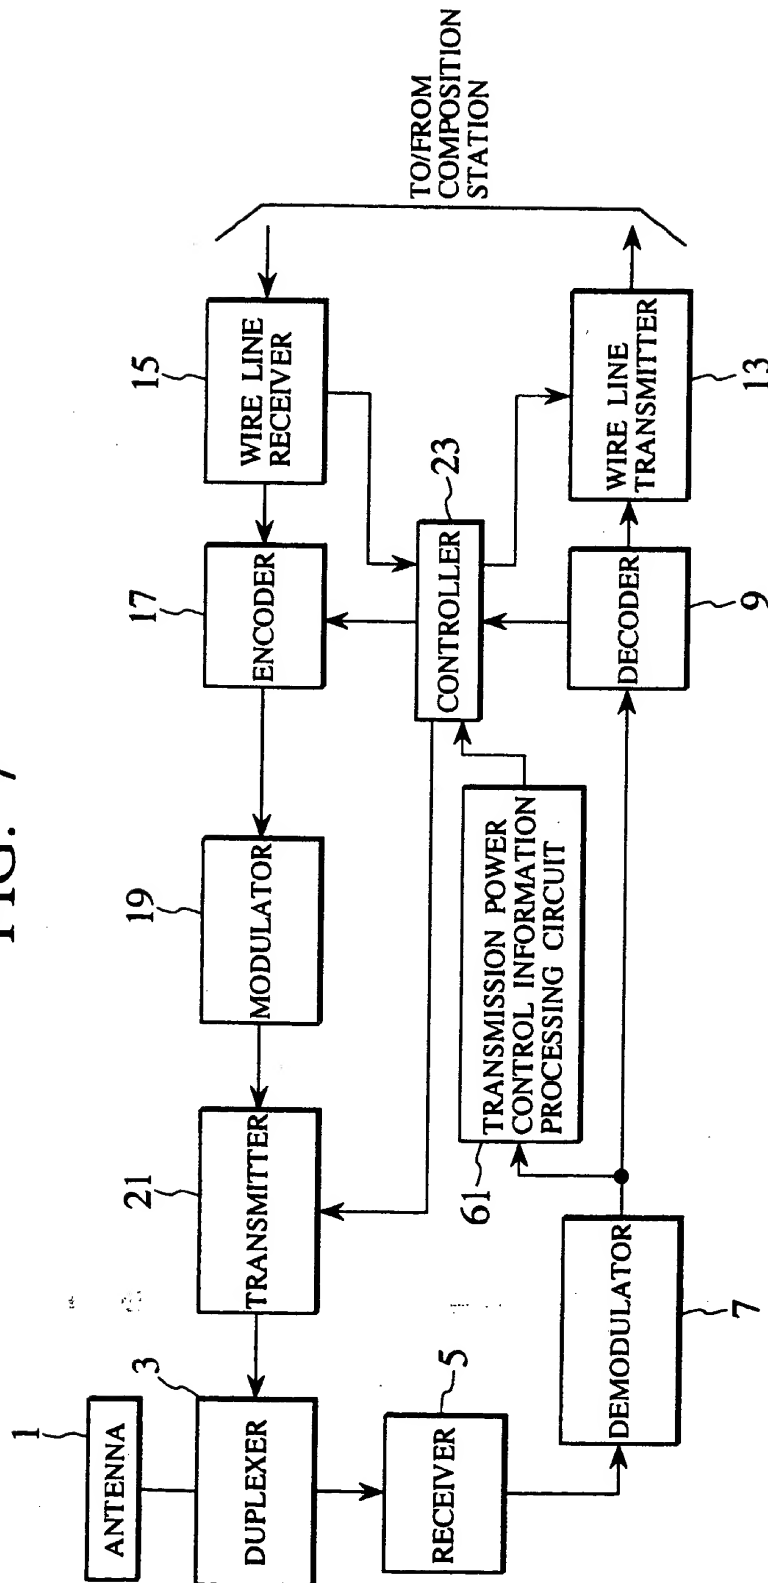 FIG. 7
ANTENNA
1
DUPLEXER
3
RECEIVER
5
TRANSMITTER
21
MODULATOR
19
ENCODER
17
WIRE LINE
RECEIVER
15
CONTROLLER
23
TRANSMISSION POWER
CONTROL INFORMATION
PROCESSING CIRCUIT
61
DEMODULATOR
7
DECODER
9
WIRE LINE
TRANSMITTER
13
TO/FROM
COMPOSITION
STATION